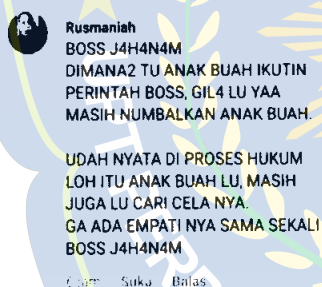 Rusmaniah
BOSS J4H4N4M
DIMANA2 TU ANAK BUAH IKUTIN
PERINTAH BOSS, GIL4 LU YAA
MASIH NUMBALKAN ANAK BUAH.
UDAH NYATA DI PROSES HUKUM
LOH ITU ANAK BUAH LU, MASIH
JUGA LU CARI CELA NYA.
GA ADA EMPATI NYA SAMA SEKALI
BOSS J4H4N4M
Suka Balas